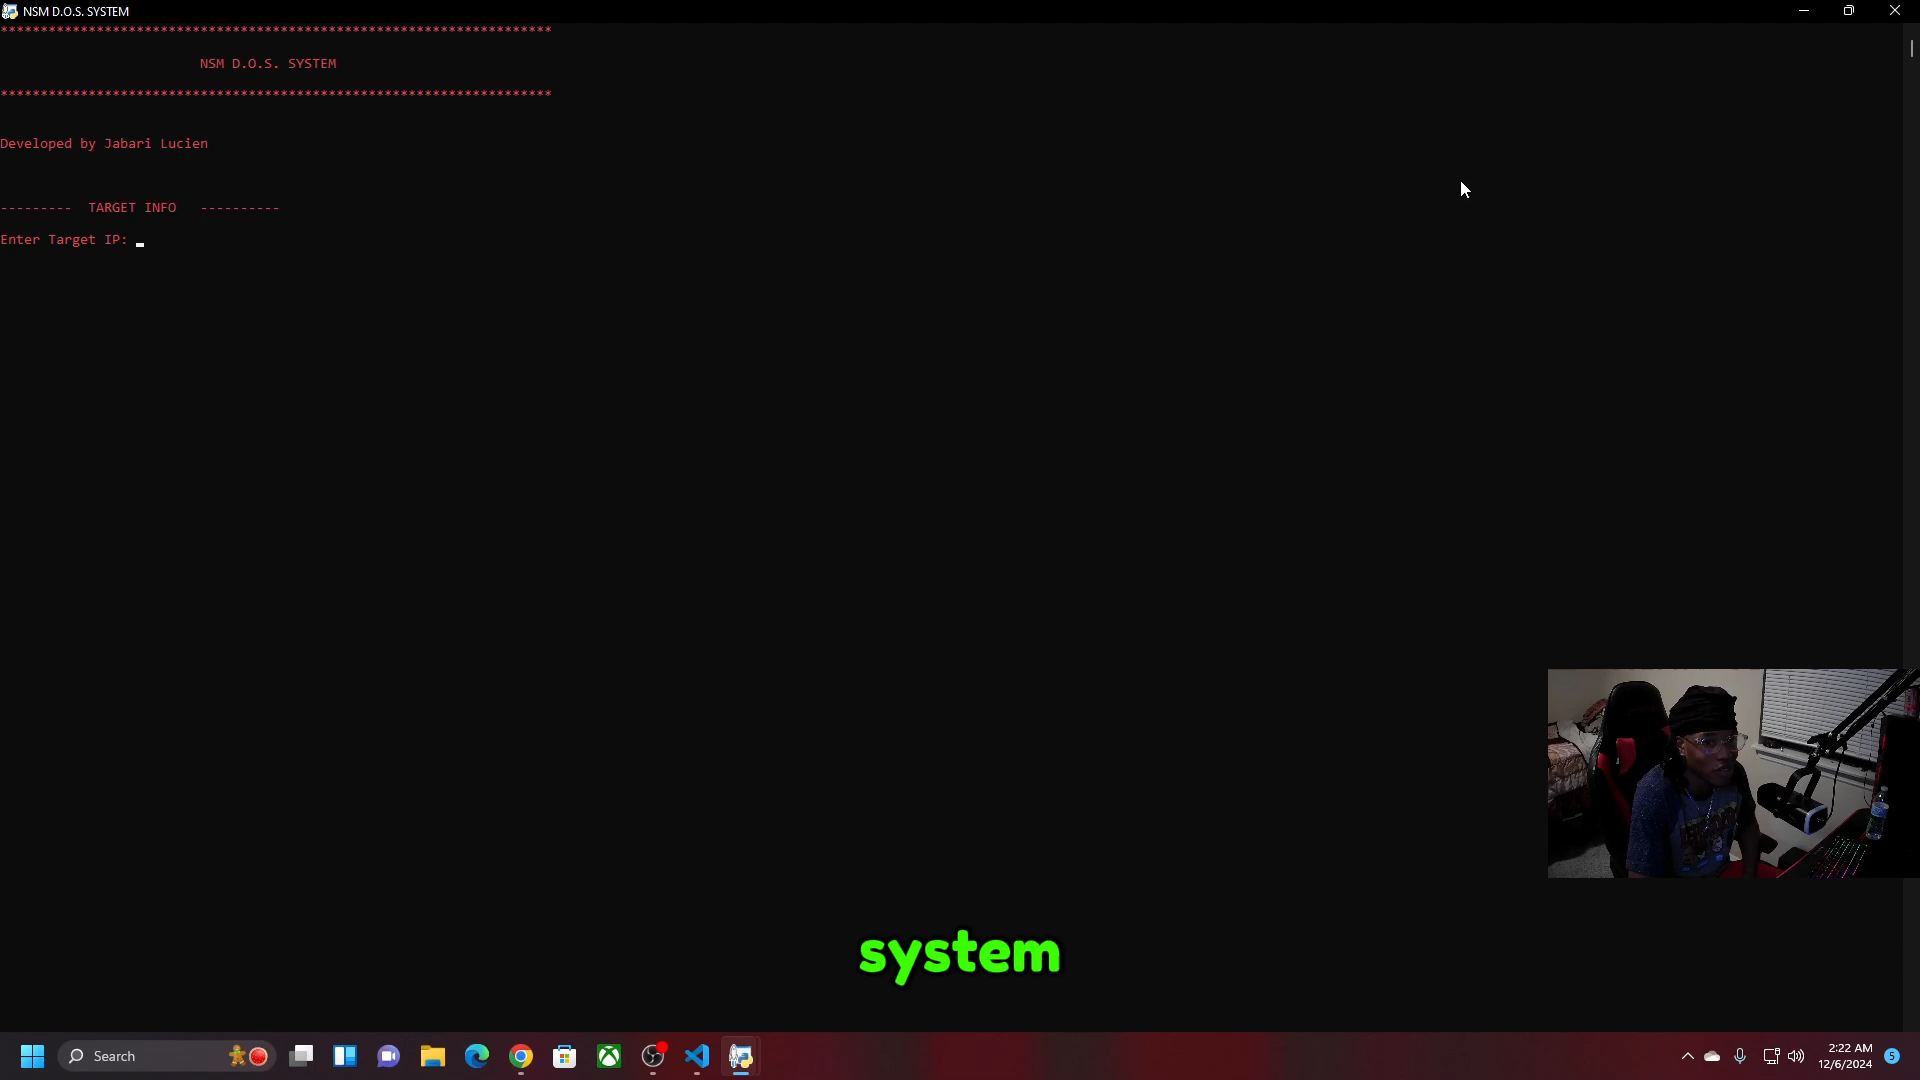 NSM D.O.S. SYSTEM
*********************************************************************
NSM D.O.S. SYSTEM
*********************************************************************
Developed by Jabari Lucien
---------  TARGET INFO   ----------
Enter Target IP:
system
Search
2:22 AM
12/6/2024
5